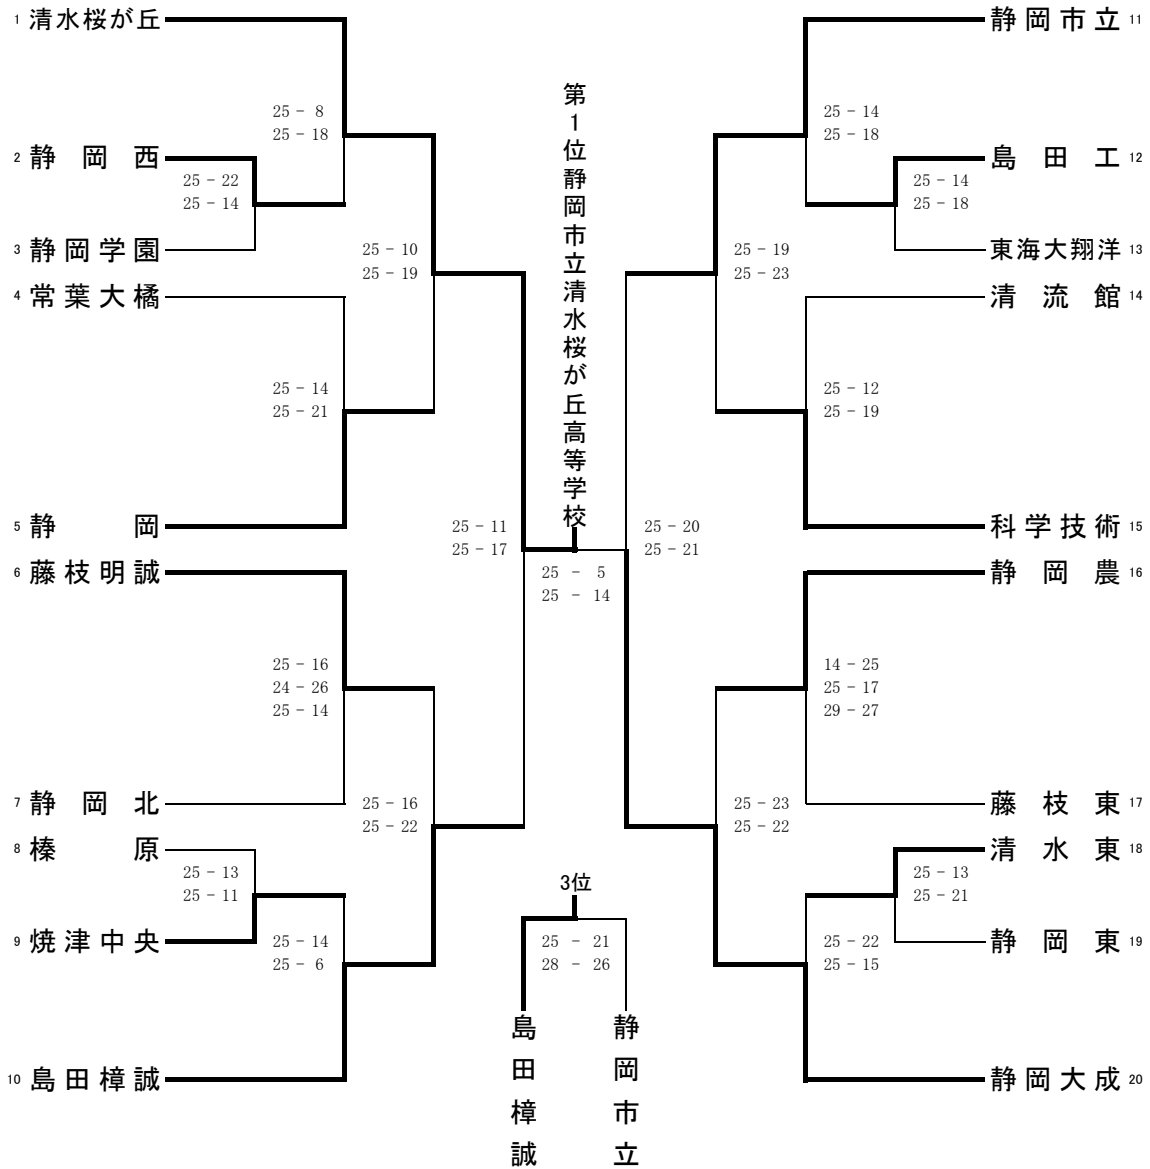 1 清水桜が丘
25 - 8
25 - 18
2 静岡西
25 - 22
25 - 14
3 静岡学園
25 - 10
25 - 19
4 常葉大橘
25 - 14
25 - 21
5 静岡
25 - 11
25 - 17
6 藤枝明誠
25 - 16
24 - 26
25 - 14
7 静岡北
25 - 16
25 - 22
8 榛原
25 - 13
25 - 11
9 焼津中央
25 - 14
25 - 6
10 島田樟誠
第1位静岡市立清水桜が丘高等学校
25 - 5
25 - 14
3位
25 - 21
28 - 26
島田樟誠
静岡市立
静岡市立 11
25 - 14
25 - 18
島田工 12
25 - 14
25 - 18
東海大翔洋 13
25 - 19
25 - 23
清流館 14
25 - 12
25 - 19
科学技術 15
25 - 20
25 - 21
静岡農 16
14 - 25
25 - 17
29 - 27
藤枝東 17
25 - 23
25 - 22
清水東 18
25 - 13
25 - 21
静岡東 19
25 - 22
25 - 15
静岡大成 20